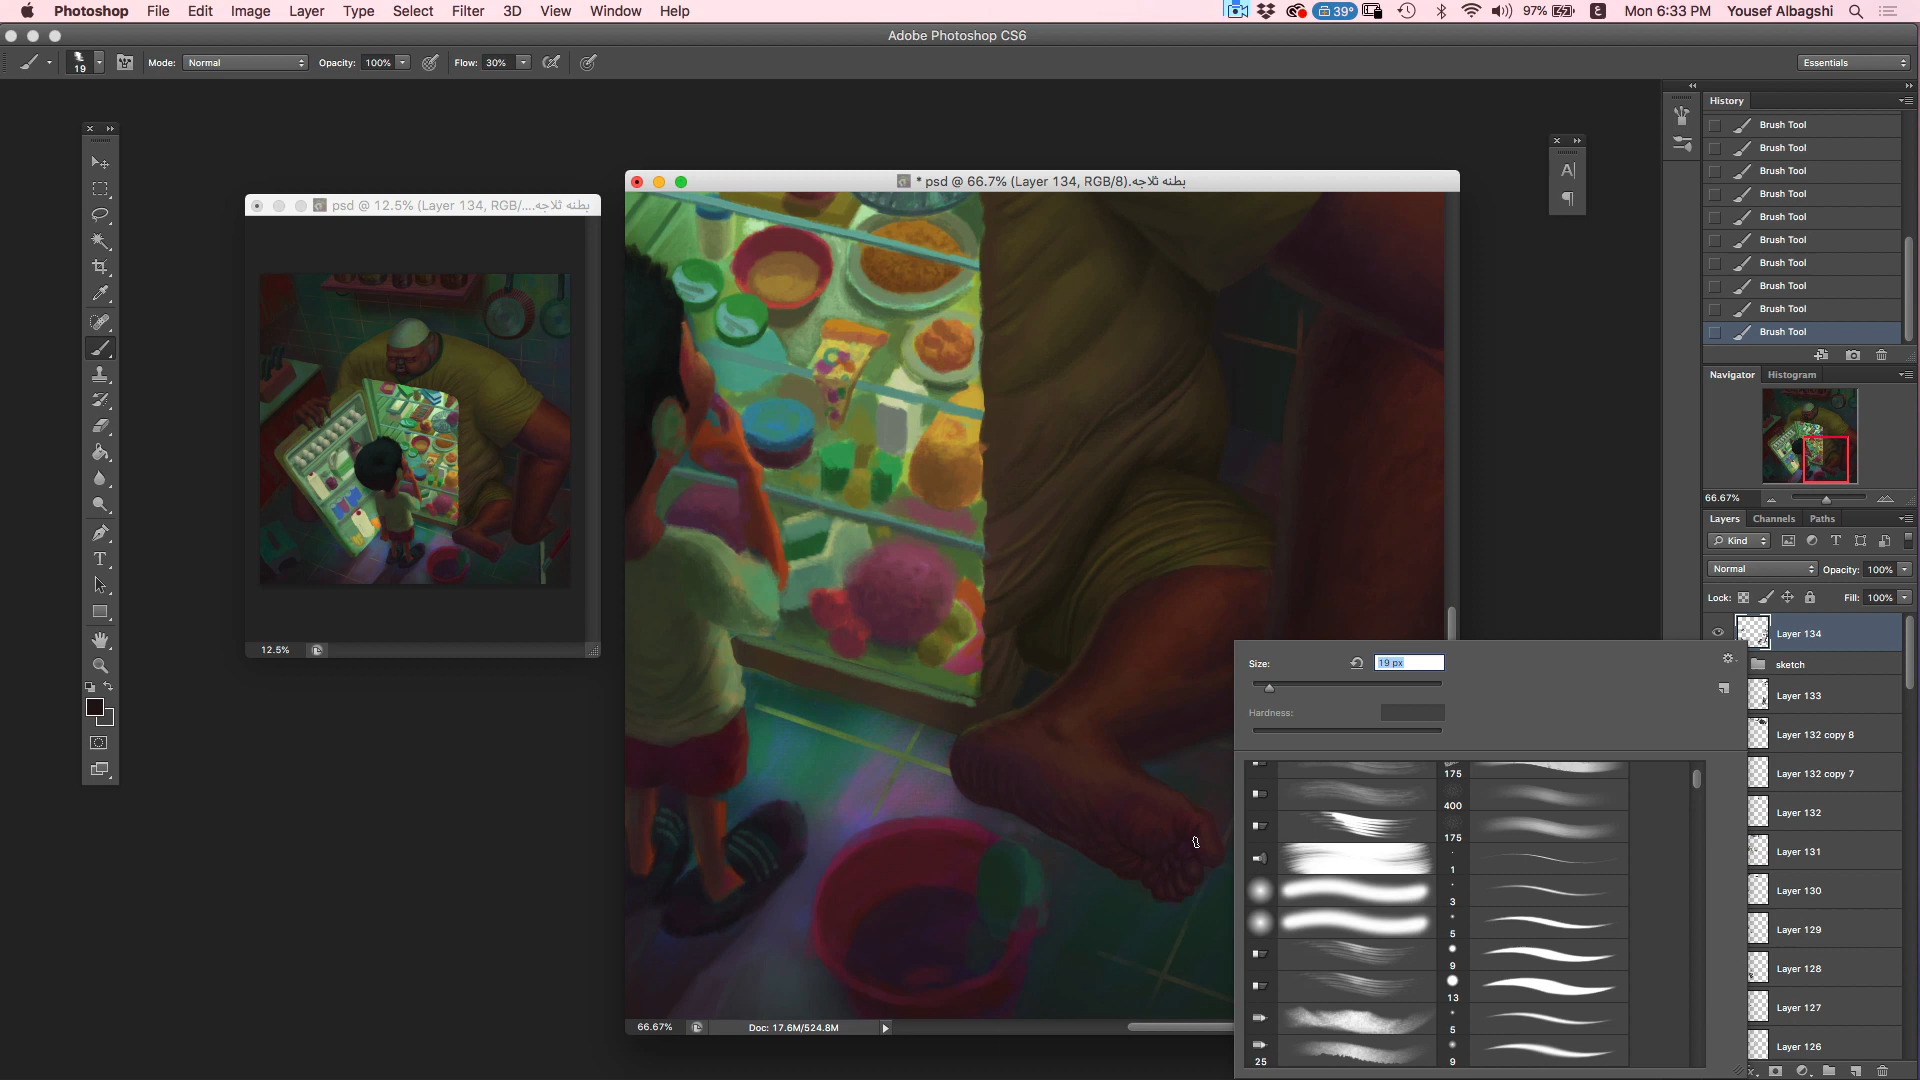 Photoshop File Edit Image Layer Type Select Filter 3D View Window Help
39° 97% ع Mon 6:33 PM Yousef Albagshi
Adobe Photoshop CS6
19 Mode: Normal Opacity: 100% Flow: 30% Essentials
History
Brush Tool
Brush Tool
Brush Tool
Brush Tool
Brush Tool
Brush Tool
Brush Tool
Brush Tool
Brush Tool
Brush Tool
* psd @ 66.7% (Layer 134, RGB/8).بطنه ثلاجه
psd @ 12.5% (Layer 134, RGB/....بطنه ثلاجه
12.5%
Navigator Histogram
66.67%
Layers Channels Paths
Kind
Normal Opacity: 100%
Lock: Fill: 100%
Layer 134
sketch
Layer 133
Layer 132 copy 8
Layer 132 copy 7
Layer 132
Layer 131
Layer 130
Layer 129
Layer 128
Layer 127
Layer 126
Size: 19 px
Hardness:
175
400
175
1
3
5
9
13
5
25 9
66.67% Doc: 17.6M/524.8M